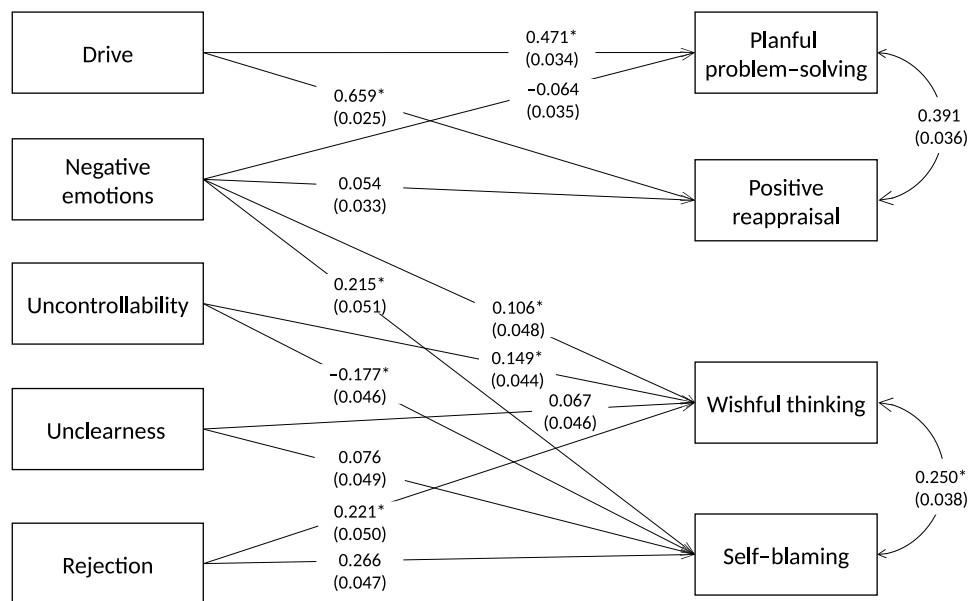 Drive
Negative
emotions
Uncontrollability
Unclearness
Rejection
0.471*
(0.034)
−0.064
(0.035)
0.659*
(0.025)
0.054
(0.033)
0.215*
(0.051)
0.106*
(0.048)
0.149*
(0.044)
−0.177*
(0.046)
0.067
(0.046)
0.076
(0.049)
0.221*
(0.050)
0.266
(0.047)
Planful
problem−solving
Positive
reappraisal
Wishful thinking
Self−blaming
0.391
(0.036)
0.250*
(0.038)